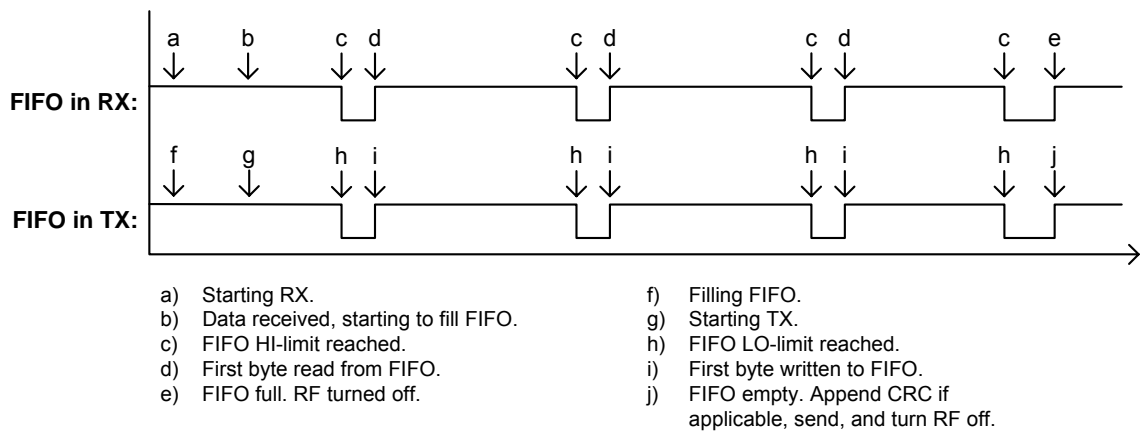 a b c d c d c d c e
FIFO in RX:
f g h i h i h i h j
FIFO in TX:
a) Starting RX.
b) Data received, starting to fill FIFO.
c) FIFO HI-limit reached.
d) First byte read from FIFO.
e) FIFO full. RF turned off.
f) Filling FIFO.
g) Starting TX.
h) FIFO LO-limit reached.
i) First byte written to FIFO.
j) FIFO empty. Append CRC if
applicable, send, and turn RF off.